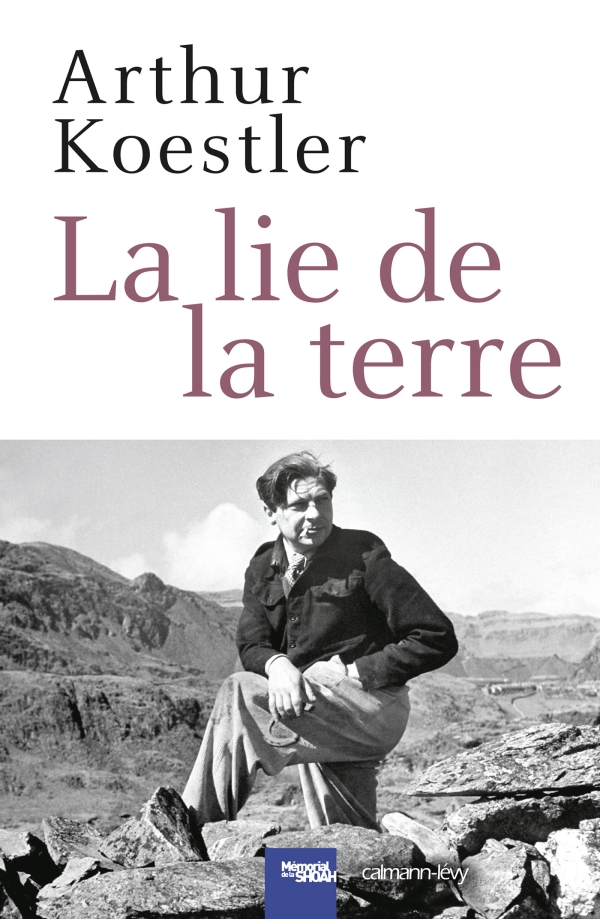 Arthur
Koestler
La lie de
la terre
Mémorial
de la SHOAH
calmann-lévy